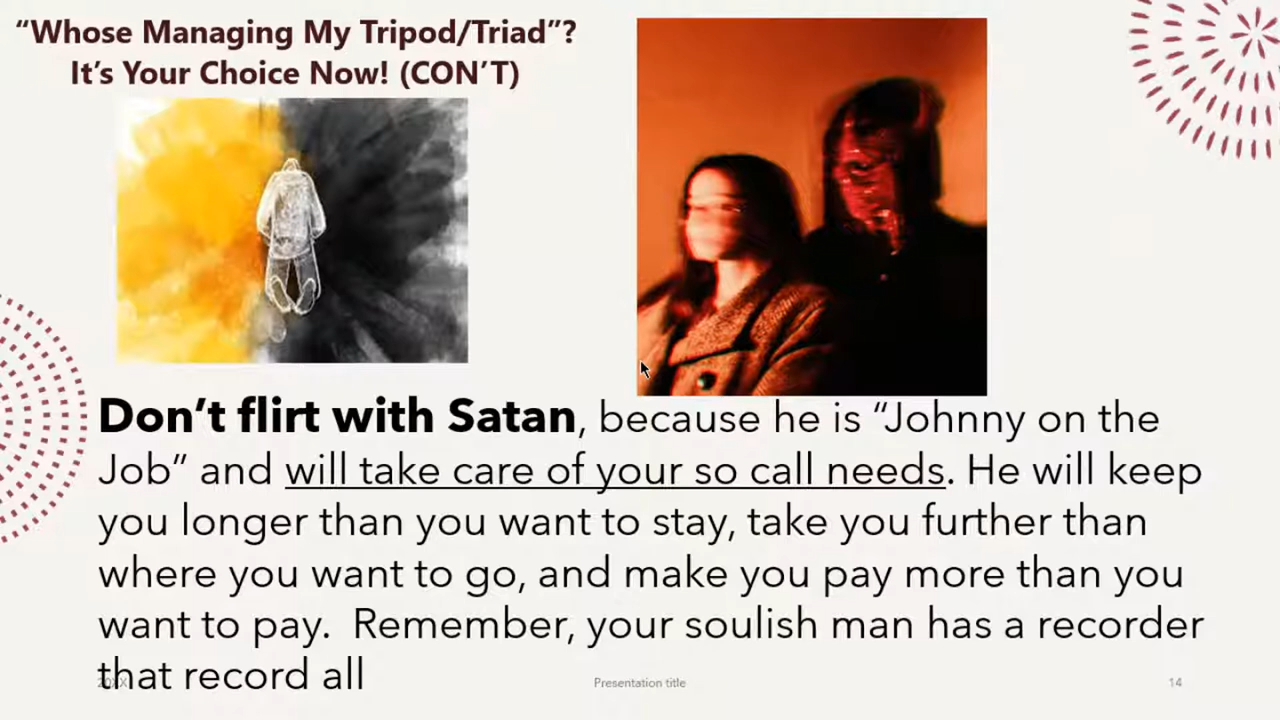 “Whose Managing My Tripod/Triad”?
It’s Your Choice Now! (CON’T)
Don’t flirt with Satan, because he is “Johnny on the
Job” and will take care of your so call needs. He will keep
you longer than you want to stay, take you further than
where you want to go, and make you pay more than you
want to pay.  Remember, your soulish man has a recorder
that record all
20XX
Presentation title
14